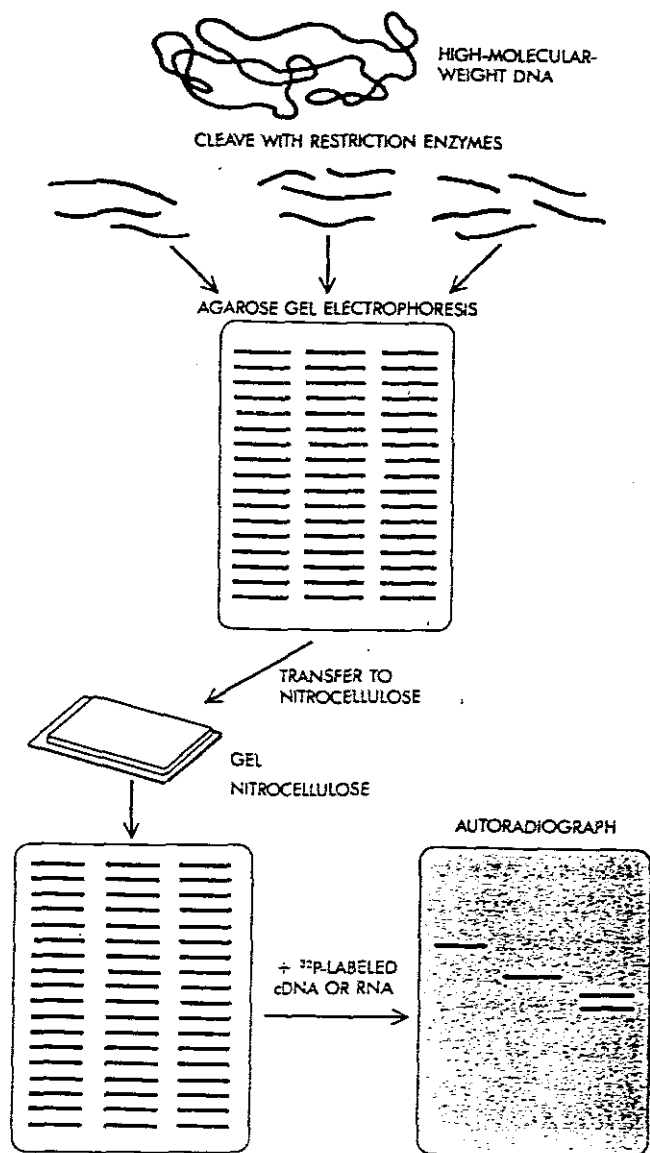 HIGH-MOLECULAR-
WEIGHT DNA
CLEAVE WITH RESTRICTION ENZYMES
AGAROSE GEL ELECTROPHORESIS
TRANSFER TO
NITROCELLULOSE
GEL
NITROCELLULOSE
AUTORADIOGRAPH
+ ³²P-LABELED
cDNA OR RNA